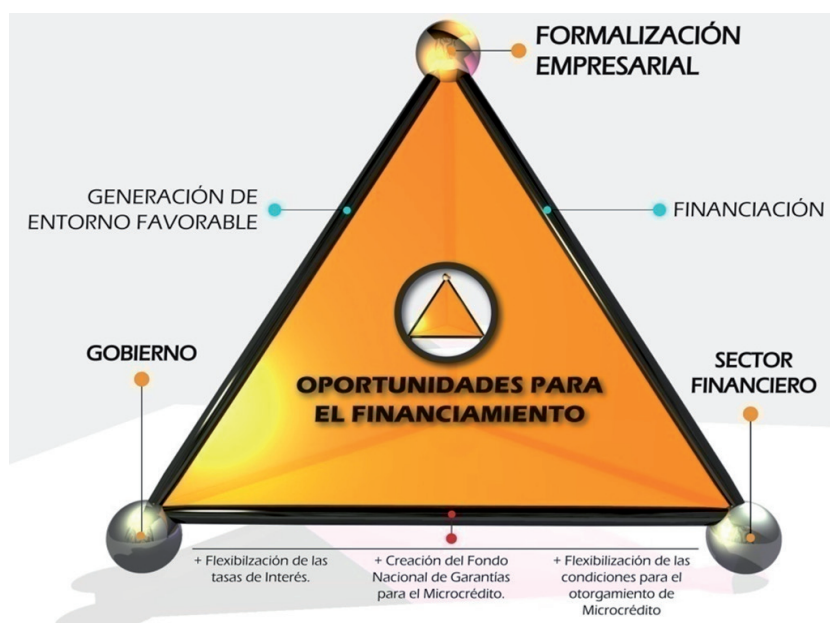 FORMALIZACIÓN
EMPRESARIAL
GENERACIÓN DE
ENTORNO FAVORABLE
FINANCIACIÓN
GOBIERNO
SECTOR
FINANCIERO
OPORTUNIDADES PARA
EL FINANCIAMIENTO
+ Flexibilzación de las
tasas de Interés.
+ Creación del Fondo
Nacional de Garantías
para el Microcrédito.
+ Flexibilización de las
condiciones para el
otorgamiento de
Microcrédito